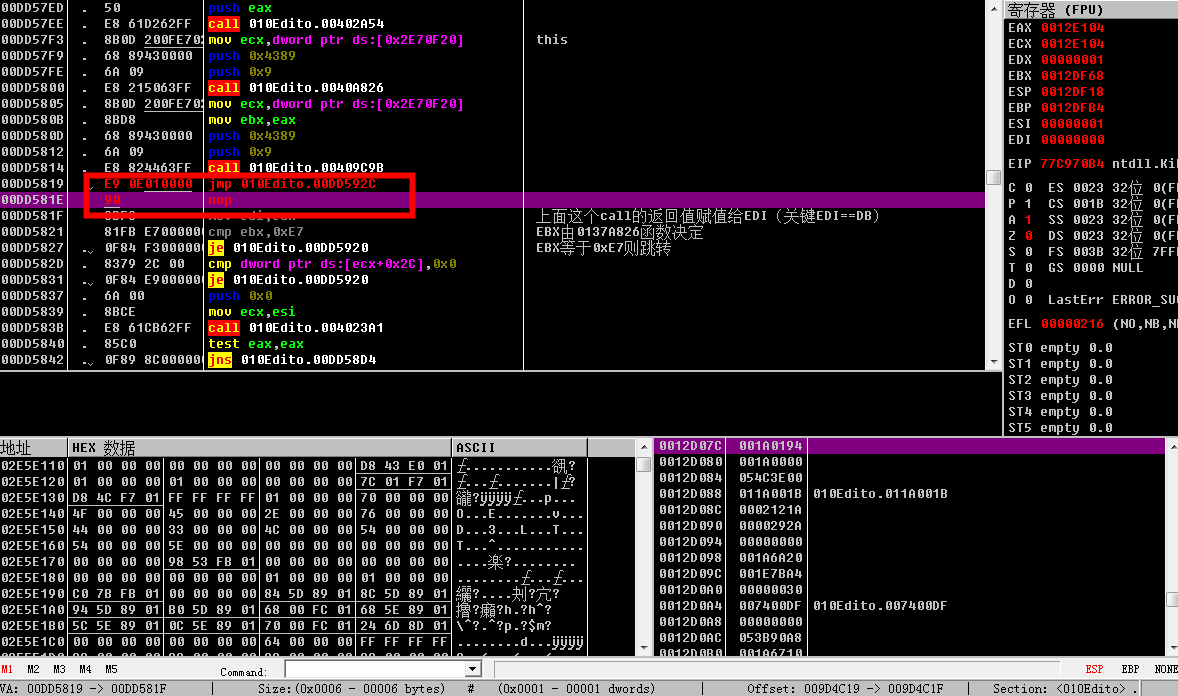 00DD57ED . 50 push eax
00DD57EE . E8 61D262FF call 010Edito.00402A54
00DD57F3 . 8B0D 200FE702 mov ecx,dword ptr ds:[0x2E70F20] this
00DD57F9 . 68 89430000 push 0x4389
00DD57FE . 6A 09 push 0x9
00DD5800 . E8 215063FF call 010Edito.0040A826
00DD5805 . 8B0D 200FE702 mov ecx,dword ptr ds:[0x2E70F20]
00DD580B . 8BD8 mov ebx,eax
00DD580D . 68 89430000 push 0x4389
00DD5812 . 6A 09 push 0x9
00DD5814 . E8 824463FF call 010Edito.00409C9B
00DD5819 E9 0E010000 jmp 010Edito.00DD592C
00DD581E 90 nop
00DD581F . 8BF8 mov edi,eax 上面这个call的返回值赋值给EDI（关键EDI==DB）
00DD5821 . 81FB E7000000 cmp ebx,0xE7 EBX由0137A826函数决定
00DD5827 . 0F84 F3000000 je 010Edito.00DD5920 EBX等于0xE7则跳转
00DD582D . 8379 2C 00 cmp dword ptr ds:[ecx+0x2C],0x0
00DD5831 . 0F84 E9000000 je 010Edito.00DD5920
00DD5837 . 6A 00 push 0x0
00DD5839 . 8BCE mov ecx,esi
00DD583B . E8 61CB62FF call 010Edito.004023A1
00DD5840 . 85C0 test eax,eax
00DD5842 . 0F89 8C000000 jns 010Edito.00DD58D4
寄存器 (FPU)
EAX 0012E104
ECX 0012E104
EDX 00000001
EBX 0012DF68
ESP 0012DF18
EBP 0012DFB4
ESI 00000001
EDI 00000000
EIP 77C970B4 ntdll.Ki
C 0 ES 0023 32位 0(F
P 1 CS 001B 32位 0(F
A 1 SS 0023 32位 0(F
Z 0 DS 0023 32位 0(F
S 0 FS 003B 32位 7FF
T 0 GS 0000 NULL
D 0
O 0 LastErr ERROR_SU
EFL 00000216 (NO,NB,N
ST0 empty 0.0
ST1 empty 0.0
ST2 empty 0.0
ST3 empty 0.0
ST4 empty 0.0
ST5 empty 0.0
地址 HEX 数据 ASCII
02E5E110 01 00 00 00 00 00 00 00 00 00 00 00 D8 43 E0 01
02E5E120 01 00 00 00 01 00 00 00 00 00 00 00 7C 01 F7 01
02E5E130 D8 4C F7 01 FF FF FF FF 01 00 00 00 70 00 00 00
02E5E140 4F 00 00 00 45 00 00 00 2E 00 00 00 76 00 00 00 O...E.......v...
02E5E150 44 00 00 00 33 00 00 00 4C 00 00 00 54 00 00 00 D...3...L...T...
02E5E160 54 00 00 00 5E 00 00 00 00 00 00 00 00 00 00 00 T...^...........
02E5E170 00 00 00 00 98 53 FB 01 00 00 00 00 00 00 00 00 ....楽?........
02E5E180 00 00 00 00 00 00 00 00 01 00 00 00 01 00 00 00
02E5E190 C0 7B FB 01 00 00 00 00 84 5D 89 01 8C 5D 89 01
02E5E1A0 94 5D 89 01 B0 5D 89 01 68 00 FC 01 68 5E 89 01
02E5E1B0 5C 5E 89 01 0C 5E 89 01 70 00 FC 01 24 6D 8D 01 \^?.^?p.?$m?
02E5E1C0 00 00 00 00 00 00 00 00 64 00 00 00 FF FF FF FF ........d...ÿÿÿÿ
0012D07C 001A0194
0012D080 001A0000
0012D084 054C3E00
0012D088 011A001B 010Edito.011A001B
0012D08C 0002121A
0012D090 0000292A
0012D094 00000000
0012D098 001A6A20
0012D09C 001E7BA4
0012D0A0 00000030
0012D0A4 007400DF 010Edito.007400DF
0012D0A8 00000000
0012D0AC 053B90A8
0012D0B0 001A6710
M1 M2 M3 M4 M5 Command: ESP EBP NONE
VA: 00DD5819 -> 00DD581F Size:(0x0006 - 00006 bytes) # (0x0001 - 00001 dwords) Offset: 009D4C19 -> 009D4C1F Section: <010Edito> .